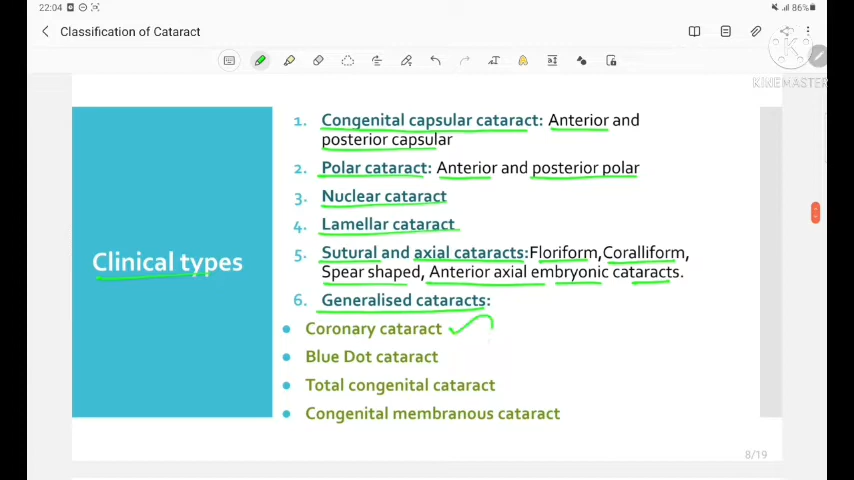 22:04
86%
Classification of Cataract
K
KINEMASTER
Clinical types
1. Congenital capsular cataract: Anterior and
posterior capsular
2. Polar cataract: Anterior and posterior polar
3. Nuclear cataract
4. Lamellar cataract
5. Sutural and axial cataracts:Floriform,Coralliform,
Spear shaped, Anterior axial embryonic cataracts.
6. Generalised cataracts:
Coronary cataract
Blue Dot cataract
Total congenital cataract
Congenital membranous cataract
8/19